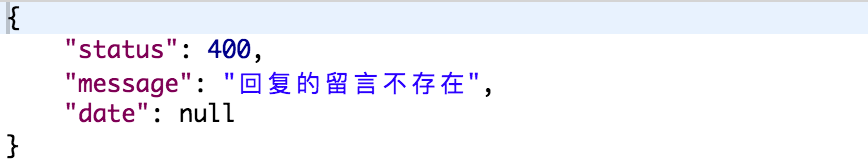 {
    "status": 400,
    "message": "回复的留言不存在",
    "date": null
}